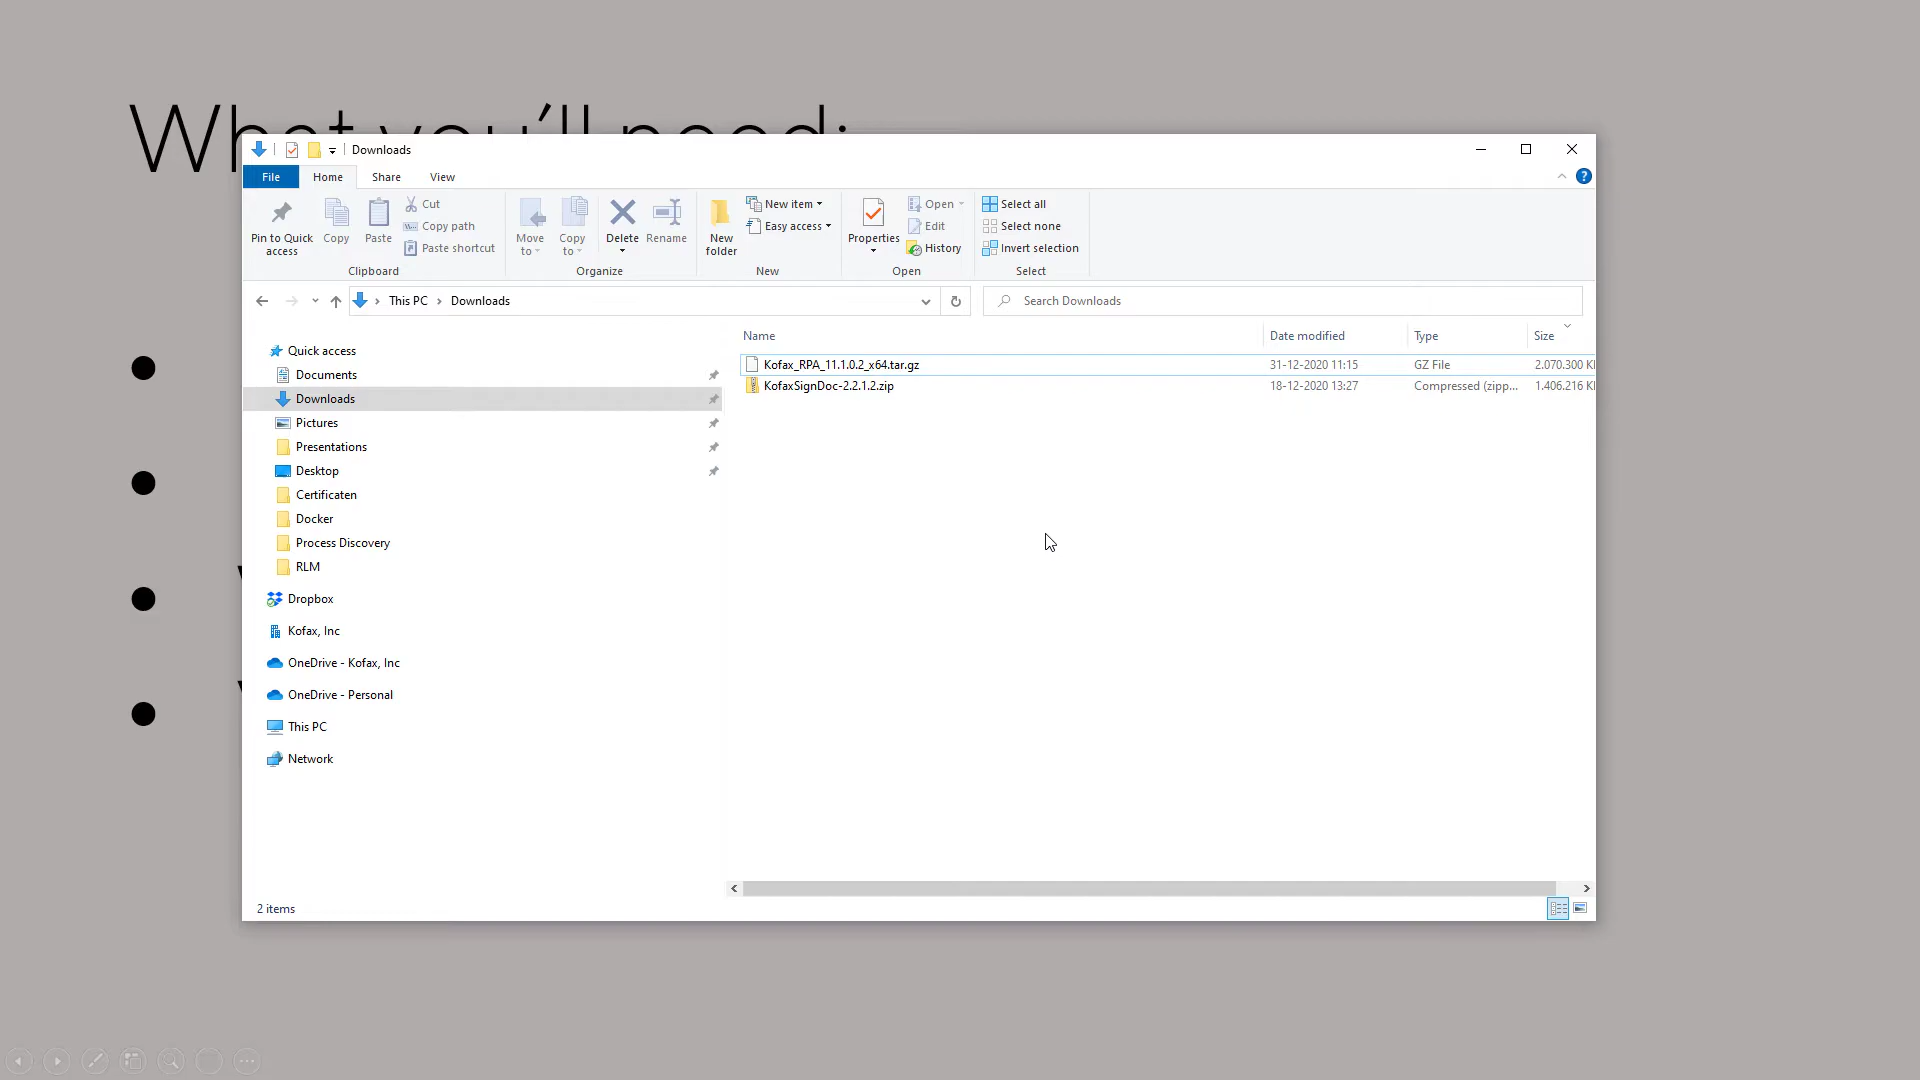 What you'll need:
Downloads
File Home Share View
Pin to Quick access
Copy
Paste
Cut
Copy path
Paste shortcut
Clipboard
Move to
Copy to
Delete
Rename
Organize
New folder
New item
Easy access
New
Properties
Open
Edit
History
Open
Select all
Select none
Invert selection
Select
This PC › Downloads
Search Downloads
Name Date modified Type Size
Kofax_RPA_11.1.0.2_x64.tar.gz 31-12-2020 11:15 GZ File 2.070.300
KofaxSignDoc-2.2.1.2.zip 18-12-2020 13:27 Compressed (zipp... 1.406.216
Quick access
Documents
Downloads
Pictures
Presentations
Desktop
Certificaten
Docker
Process Discovery
RLM
Dropbox
Kofax, Inc
OneDrive - Kofax, Inc
OneDrive - Personal
This PC
Network
2 items